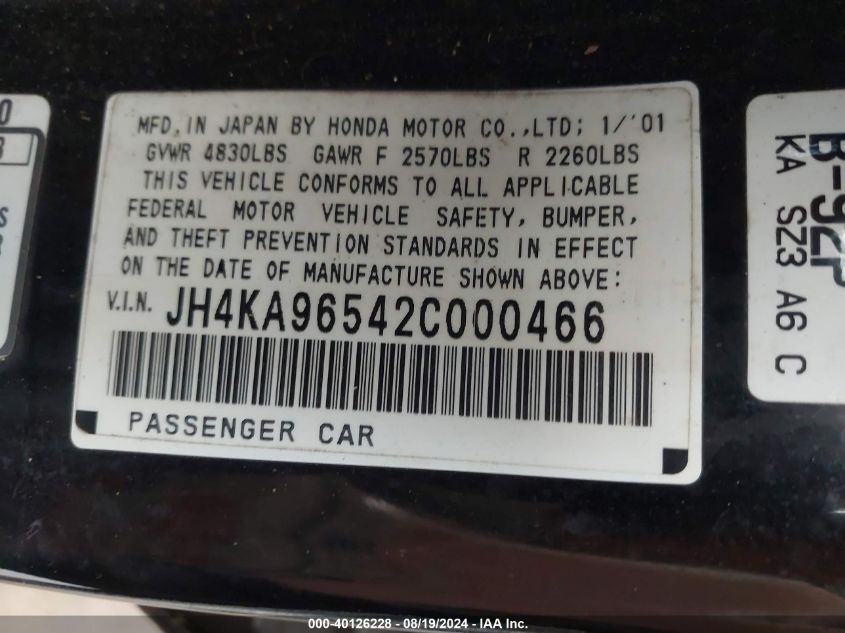 MFD. IN JAPAN BY HONDA MOTOR CO.,LTD; 1/'01
GVWR 4830LBS GAWR F 2570LBS R 2260LBS
THIS VEHICLE CONFORMS TO ALL APPLICABLE
FEDERAL MOTOR VEHICLE SAFETY, BUMPER,
AND THEFT PREVENTION STANDARDS IN EFFECT
ON THE DATE OF MANUFACTURE SHOWN ABOVE:
V.I.N. JH4KA96542C000466
PASSENGER CAR
B-92P
KA SZ3 A6 C
000-40126228 - 08/19/2024 - IAA Inc.